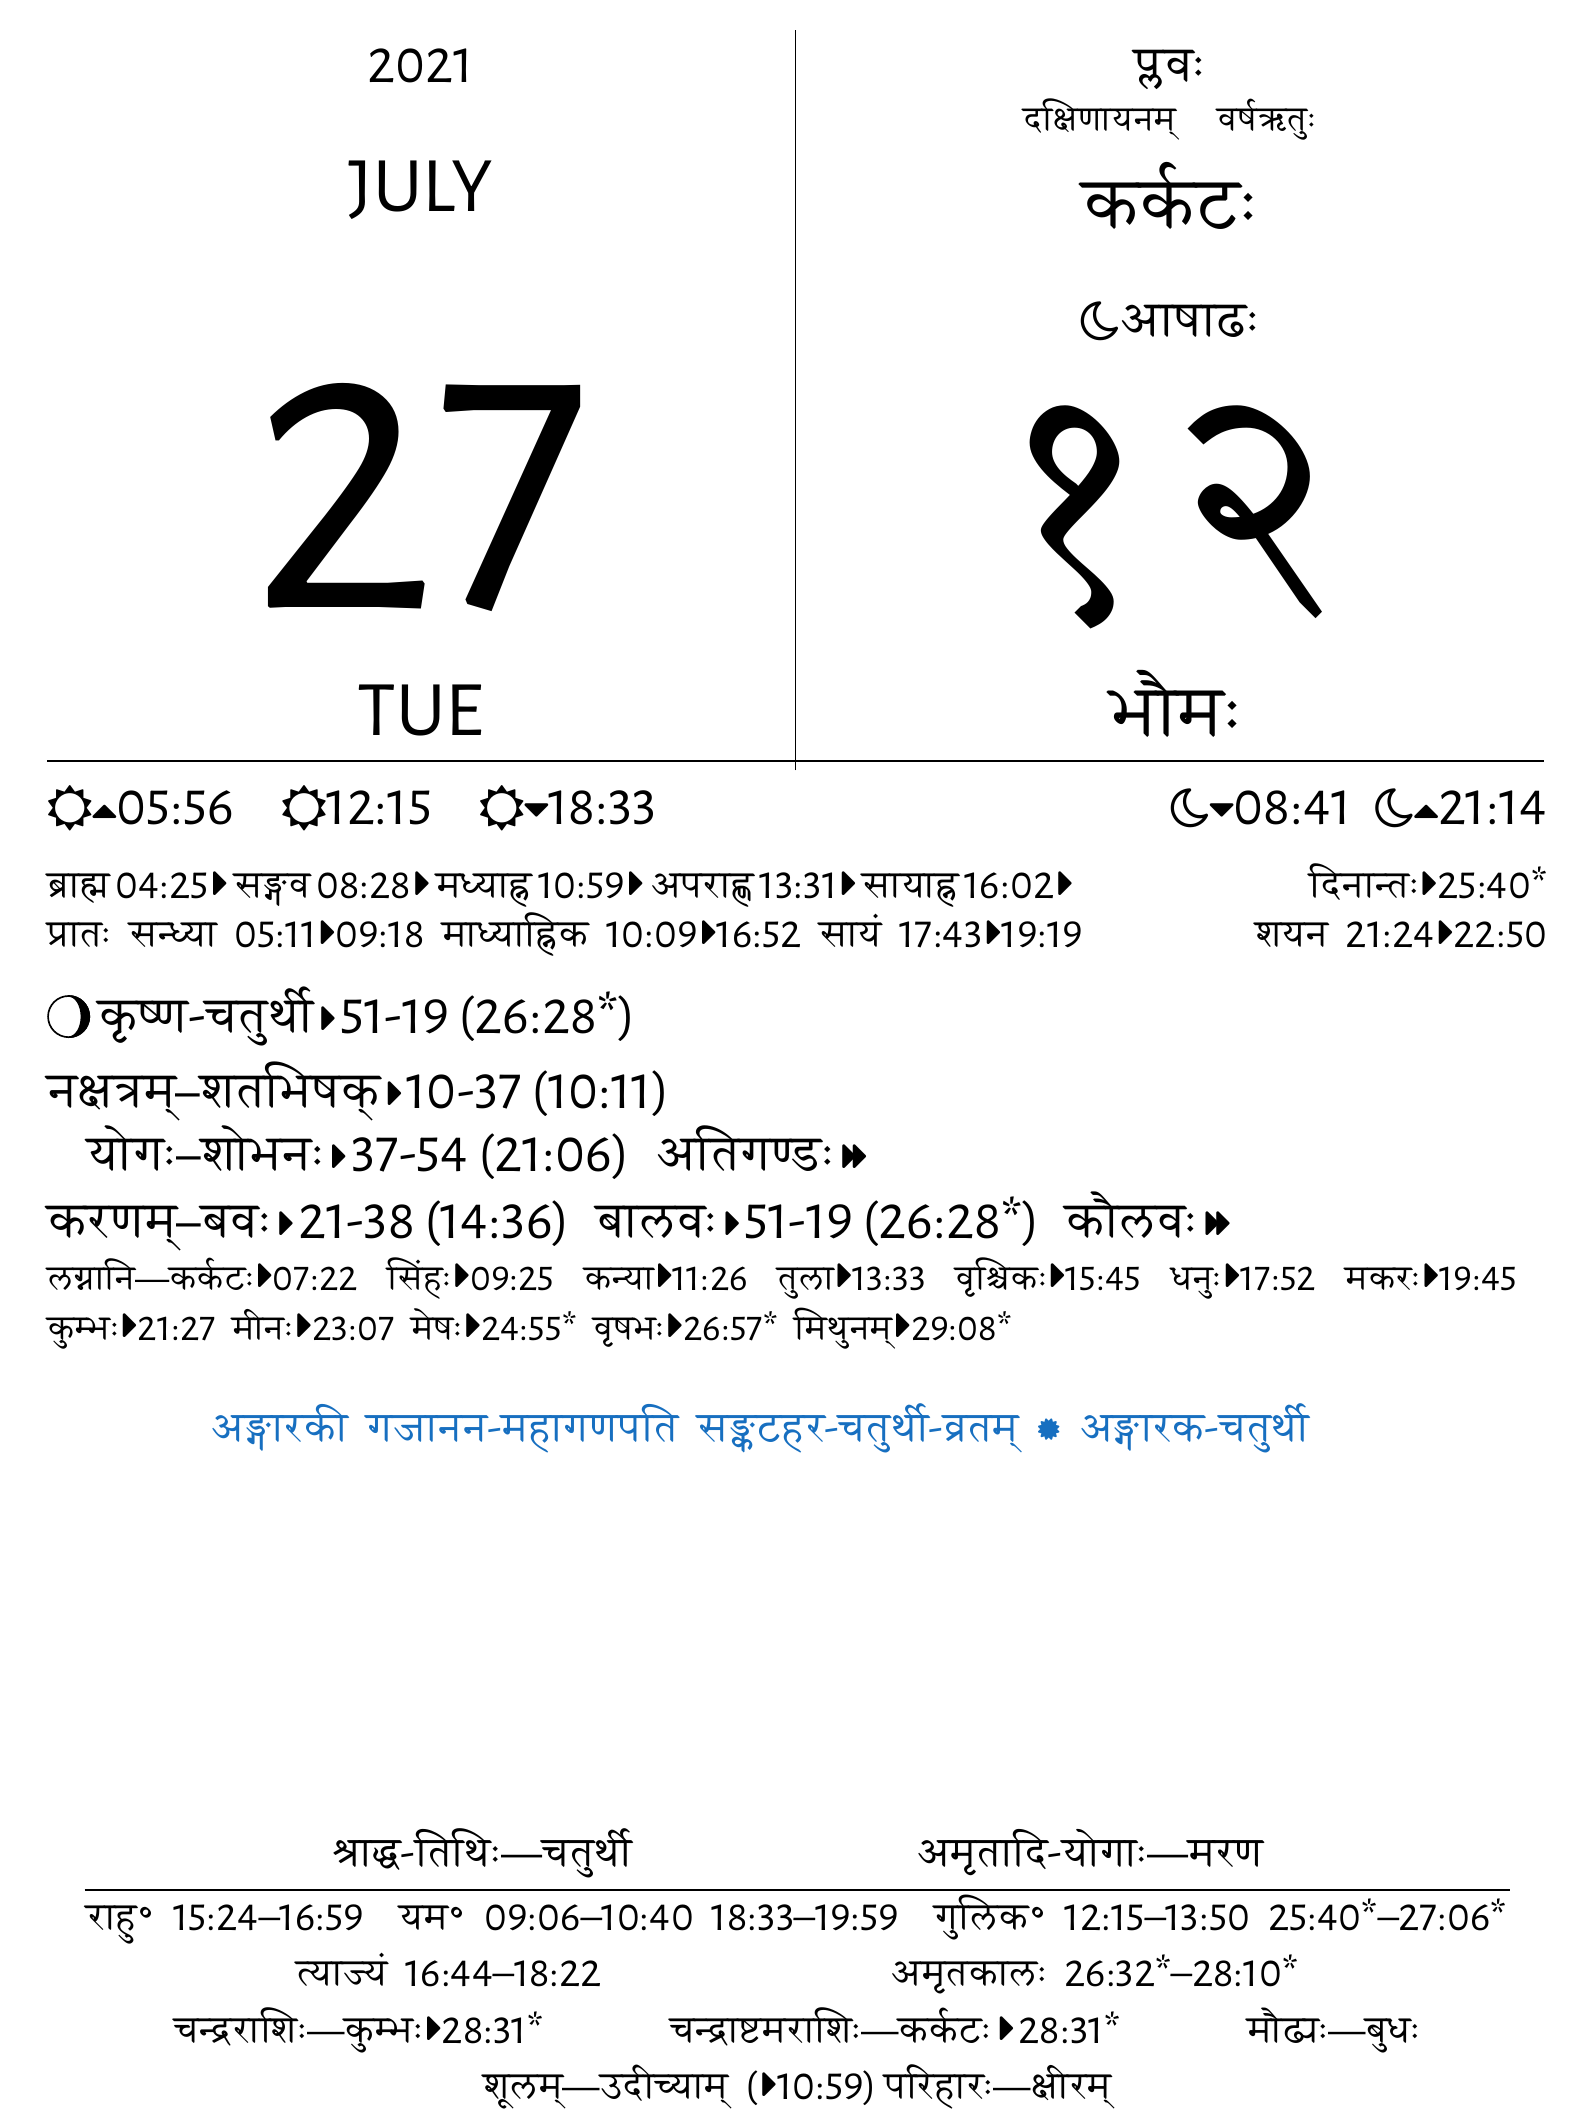 2021
JULY
27
TUE
प्लवः
दक्षिणायनम् वर्षऋतुः
कर्कटः
आषाढः
१२
भौमः
05:56 12:15 18:33 08:41 21:14
ब्राह्म 04:25 सङ्गव 08:28 मध्याह्न 10:59 अपराह्ण 13:31 सायाह्न 16:02 दिनान्तः 25:40*
प्रातः सन्ध्या 05:11 09:18 माध्याह्निक 10:09 16:52 सायं 17:43 19:19 शयन 21:24 22:50
कृष्ण-चतुर्थी 51-19 (26:28*)
नक्षत्रम्–शतभिषक् 10-37 (10:11)
योगः–शोभनः 37-54 (21:06) अतिगण्डः
करणम्–बवः 21-38 (14:36) बालवः 51-19 (26:28*) कौलवः
लग्नानि—कर्कटः 07:22 सिंहः 09:25 कन्या 11:26 तुला 13:33 वृश्चिकः 15:45 धनुः 17:52 मकरः 19:45
कुम्भः 21:27 मीनः 23:07 मेषः 24:55* वृषभः 26:57* मिथुनम् 29:08*
अङ्गारकी गजानन-महागणपति सङ्कटहर-चतुर्थी-व्रतम् ✹ अङ्गारक-चतुर्थी
श्राद्ध-तिथिः—चतुर्थी अमृतादि-योगाः—मरण
राहु° 15:24–16:59 यम° 09:06–10:40 18:33–19:59 गुलिक° 12:15–13:50 25:40*–27:06*
त्याज्यं 16:44–18:22 अमृतकालः 26:32*–28:10*
चन्द्रराशिः—कुम्भः 28:31* चन्द्राष्टमराशिः—कर्कटः 28:31* मौढ्यः—बुधः
शूलम्—उदीच्याम् (10:59) परिहारः—क्षीरम्